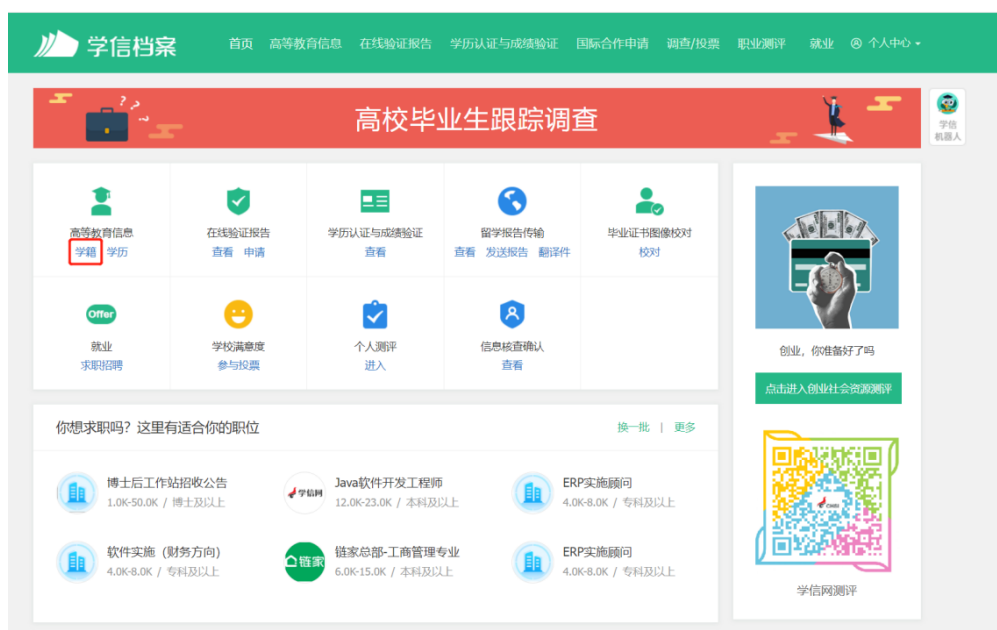 学信档案
首页 高等教育信息 在线验证报告 学历认证与成绩验证 国际合作申请 调查/投票 职业测评 就业 个人中心
高校毕业生跟踪调查
学信
机器人
高等教育信息 在线验证报告 学历认证与成绩验证 留学报告传输 毕业证书图像校对
学籍 学历 查看 申请 查看 查看 发送报告 翻译件 校对
Offer
就业 学校满意度 个人测评 信息核查确认
求职招聘 参与投票 进入 查看
创业，你准备好了吗
点击进入创业社会资源测评
你想求职吗？这里有适合你的职位 换一批 | 更多
博士后工作站招收公告 Java软件开发工程师 ERP实施顾问
1.0K-50.0K / 博士及以上 学信网 12.0K-23.0K / 本科及以上 4.0K-8.0K / 专科及以上
软件实施（财务方向） 链家总部-工商管理专业 ERP实施顾问
4.0K-8.0K / 专科及以上 链家 6.0K-15.0K / 本科及以上 4.0K-8.0K / 专科及以上
学信网测评